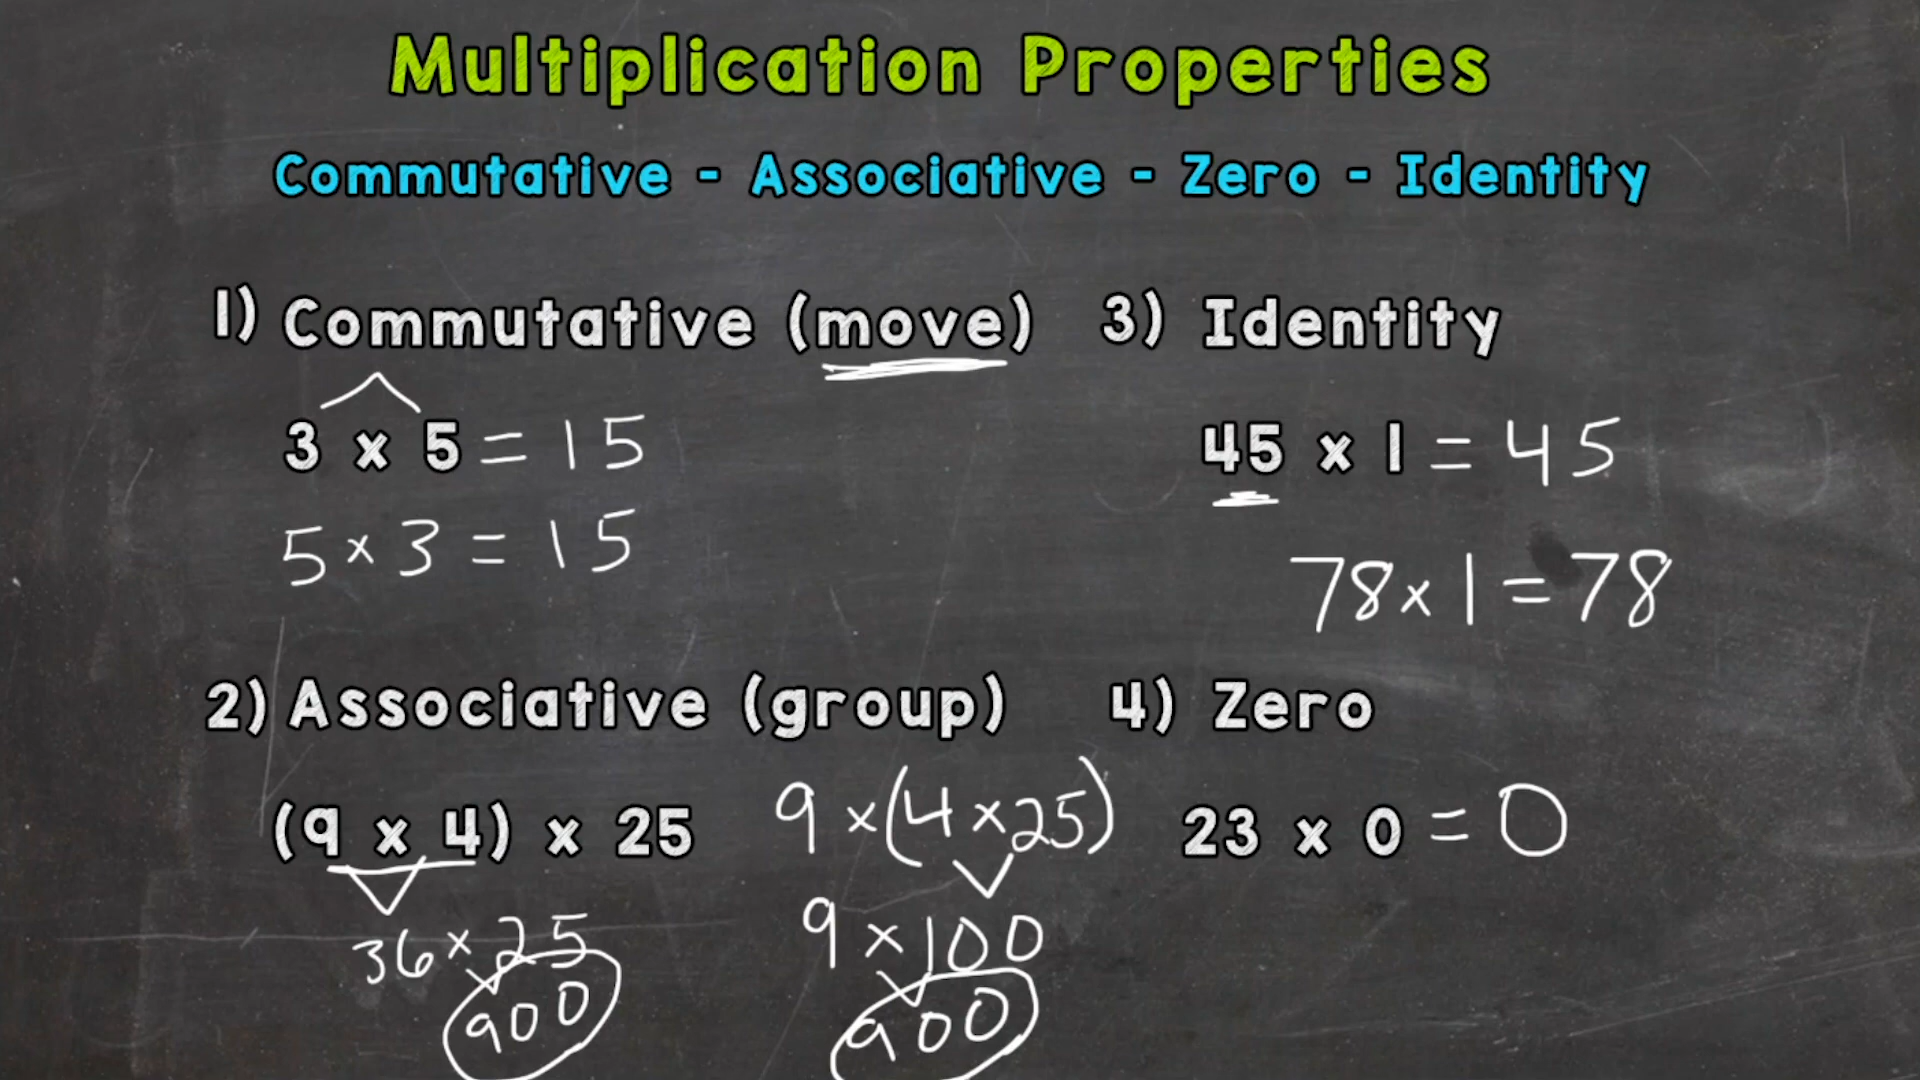 Multiplication Properties
Commutative - Associative - Zero - Identity
1) Commutative (move)
3 x 5 = 15
5 x 3 = 15
2) Associative (group)
(9 x 4) x 25
36 x 25
900
9 x (4 x 25)
9 x 100
900
3) Identity
45 x 1 = 45
78 x 1 = 78
4) Zero
23 x 0 = 0